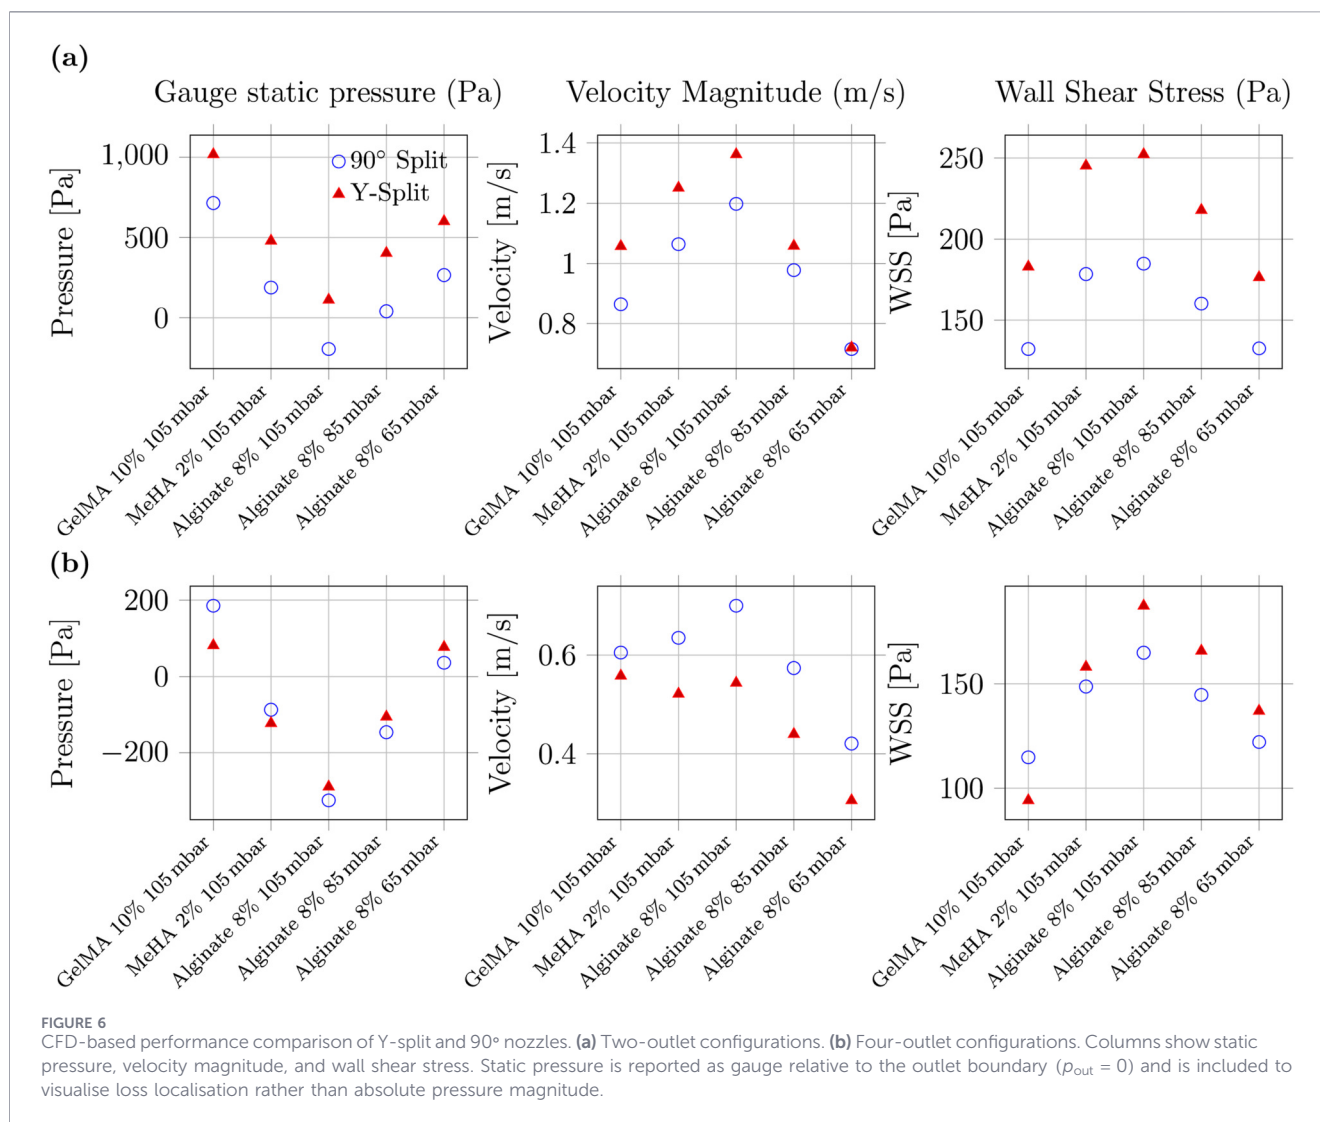 (a)
Gauge static pressure (Pa)
Velocity Magnitude (m/s)
Wall Shear Stress (Pa)
Pressure [Pa]
1,000
500
0
90° Split
Y-Split
GelMA 10% 105 mbar
MeHA 2% 105 mbar
Alginate 8% 105 mbar
Alginate 8% 85 mbar
Alginate 8% 65 mbar
Velocity [m/s]
1.4
1.2
1
0.8
GelMA 10% 105 mbar
MeHA 2% 105 mbar
Alginate 8% 105 mbar
Alginate 8% 85 mbar
Alginate 8% 65 mbar
WSS [Pa]
250
200
150
GelMA 10% 105 mbar
MeHA 2% 105 mbar
Alginate 8% 105 mbar
Alginate 8% 85 mbar
Alginate 8% 65 mbar
(b)
Pressure [Pa]
200
0
−200
GelMA 10% 105 mbar
MeHA 2% 105 mbar
Alginate 8% 105 mbar
Alginate 8% 85 mbar
Alginate 8% 65 mbar
Velocity [m/s]
0.6
0.4
GelMA 10% 105 mbar
MeHA 2% 105 mbar
Alginate 8% 105 mbar
Alginate 8% 85 mbar
Alginate 8% 65 mbar
WSS [Pa]
150
100
GelMA 10% 105 mbar
MeHA 2% 105 mbar
Alginate 8% 105 mbar
Alginate 8% 85 mbar
Alginate 8% 65 mbar
FIGURE 6
CFD-based performance comparison of Y-split and 90° nozzles. (a) Two-outlet configurations. (b) Four-outlet configurations. Columns show static
pressure, velocity magnitude, and wall shear stress. Static pressure is reported as gauge relative to the outlet boundary (p_out = 0) and is included to
visualise loss localisation rather than absolute pressure magnitude.